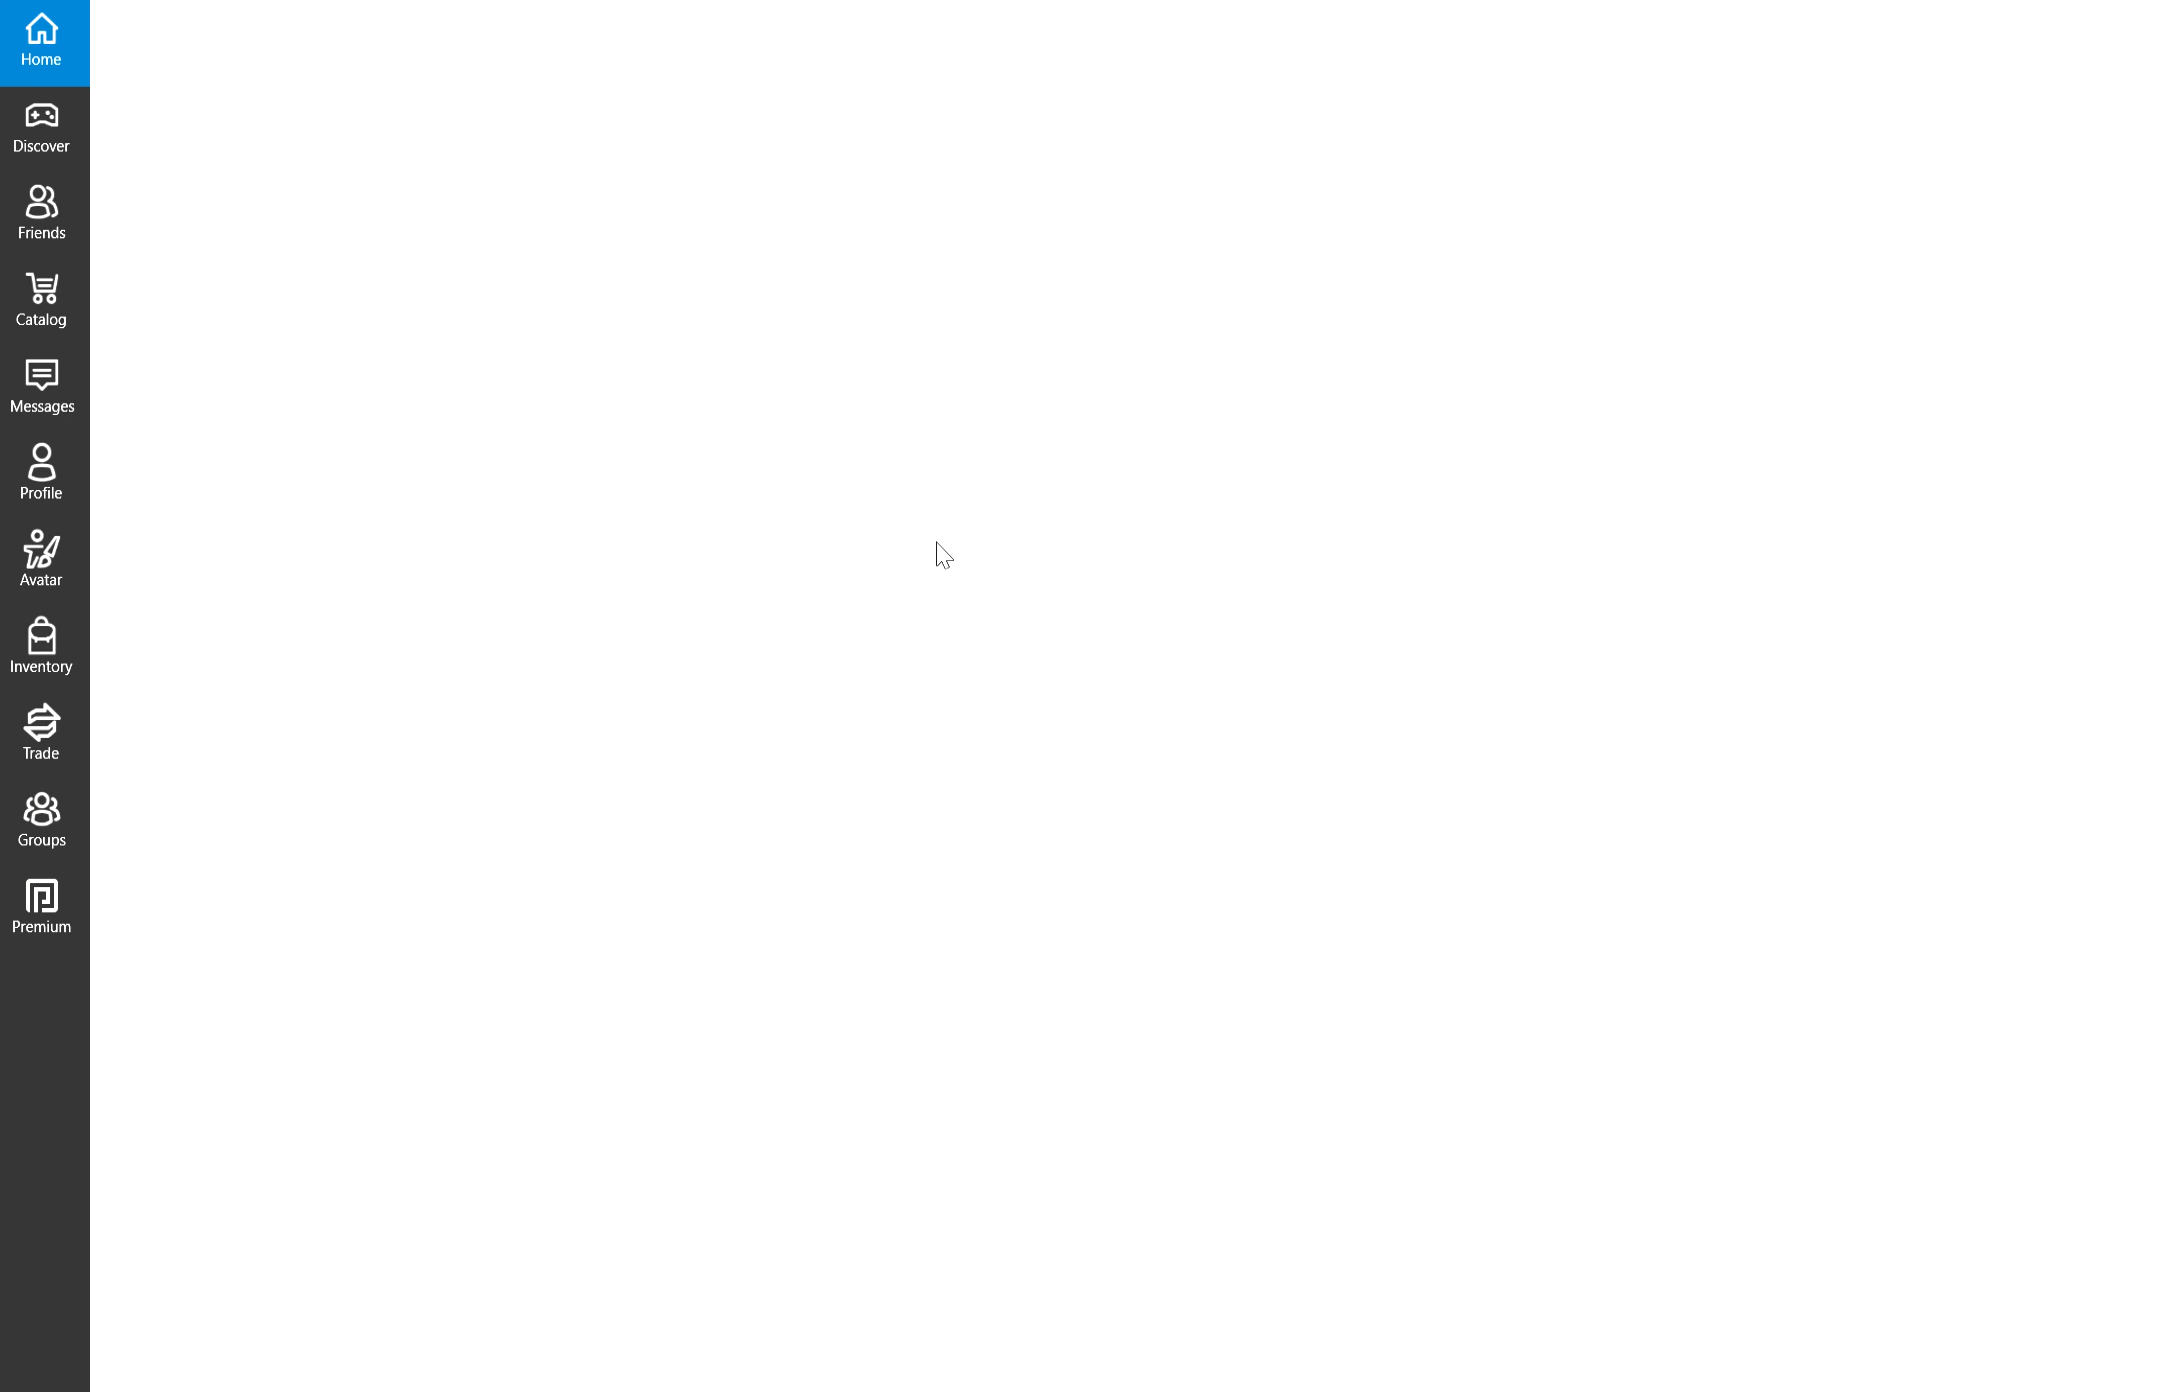 Home
Discover
Friends
Catalog
Messages
Profile
Avatar
Inventory
Trade
Groups
Premium